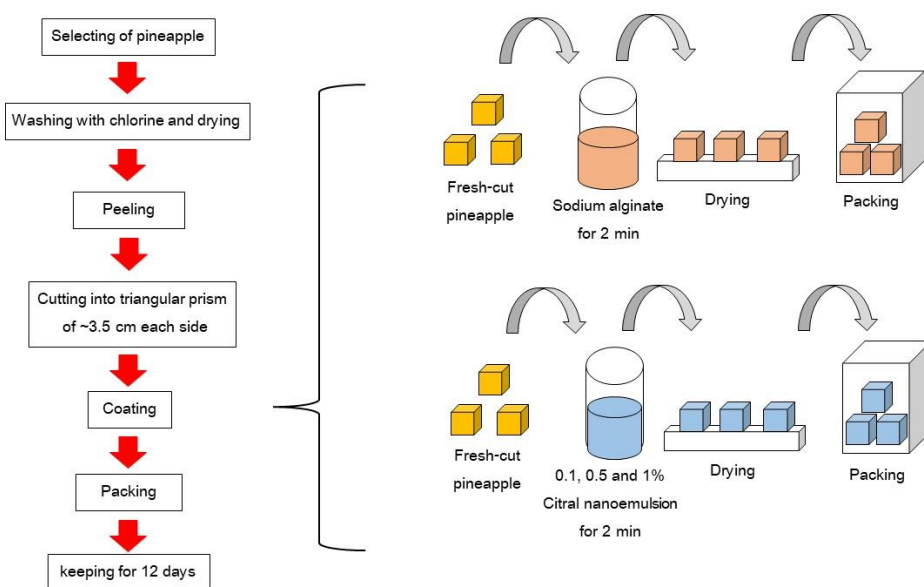 Selecting of pineapple
Washing with chlorine and drying
Peeling
Cutting into triangular prism
of ~3.5 cm each side
Coating
Packing
keeping for 12 days
Fresh-cut
pineapple
Sodium alginate
for 2 min
Drying
Packing
Fresh-cut
pineapple
0.1, 0.5 and 1%
Citral nanoemulsion
for 2 min
Drying
Packing